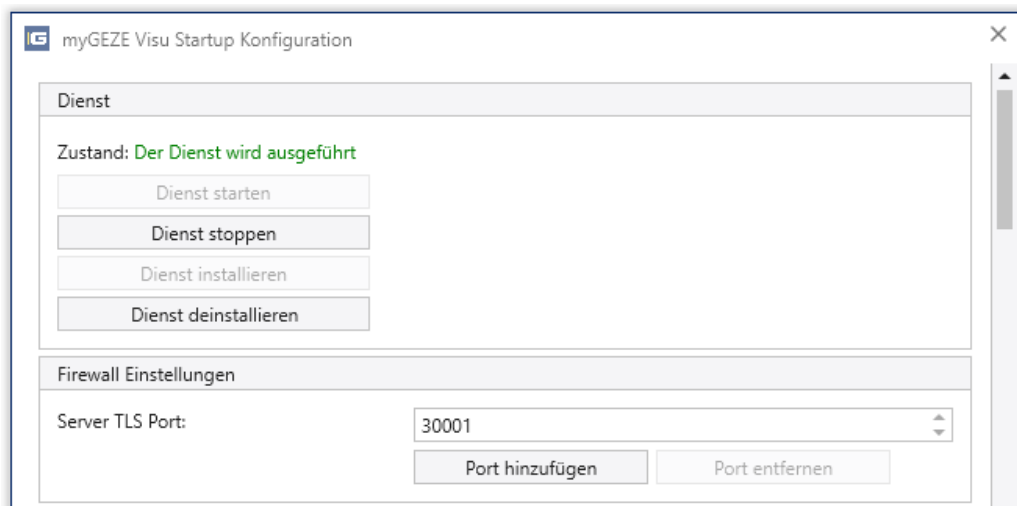 myGEZE Visu Startup Konfiguration
Dienst
Zustand: Der Dienst wird ausgeführt
Dienst starten
Dienst stoppen
Dienst installieren
Dienst deinstallieren
Firewall Einstellungen
Server TLS Port: 30001
Port hinzufügen Port entfernen